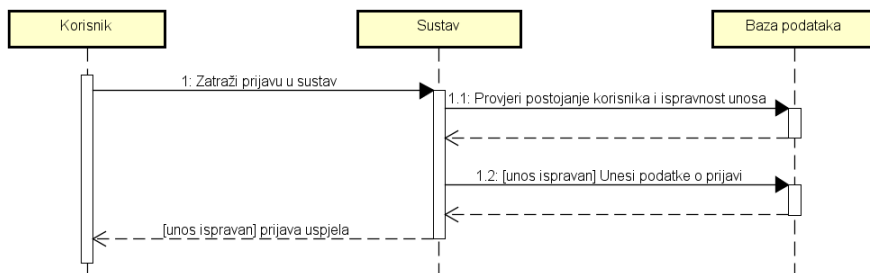 Korisnik
Sustav
Baza podataka
1: Zatraži prijavu u sustav
1.1: Provjeri postojanje korisnika i ispravnost unosa
1.2: [unos ispravan] Unesi podatke o prijavi
[unos ispravan] prijava uspjela